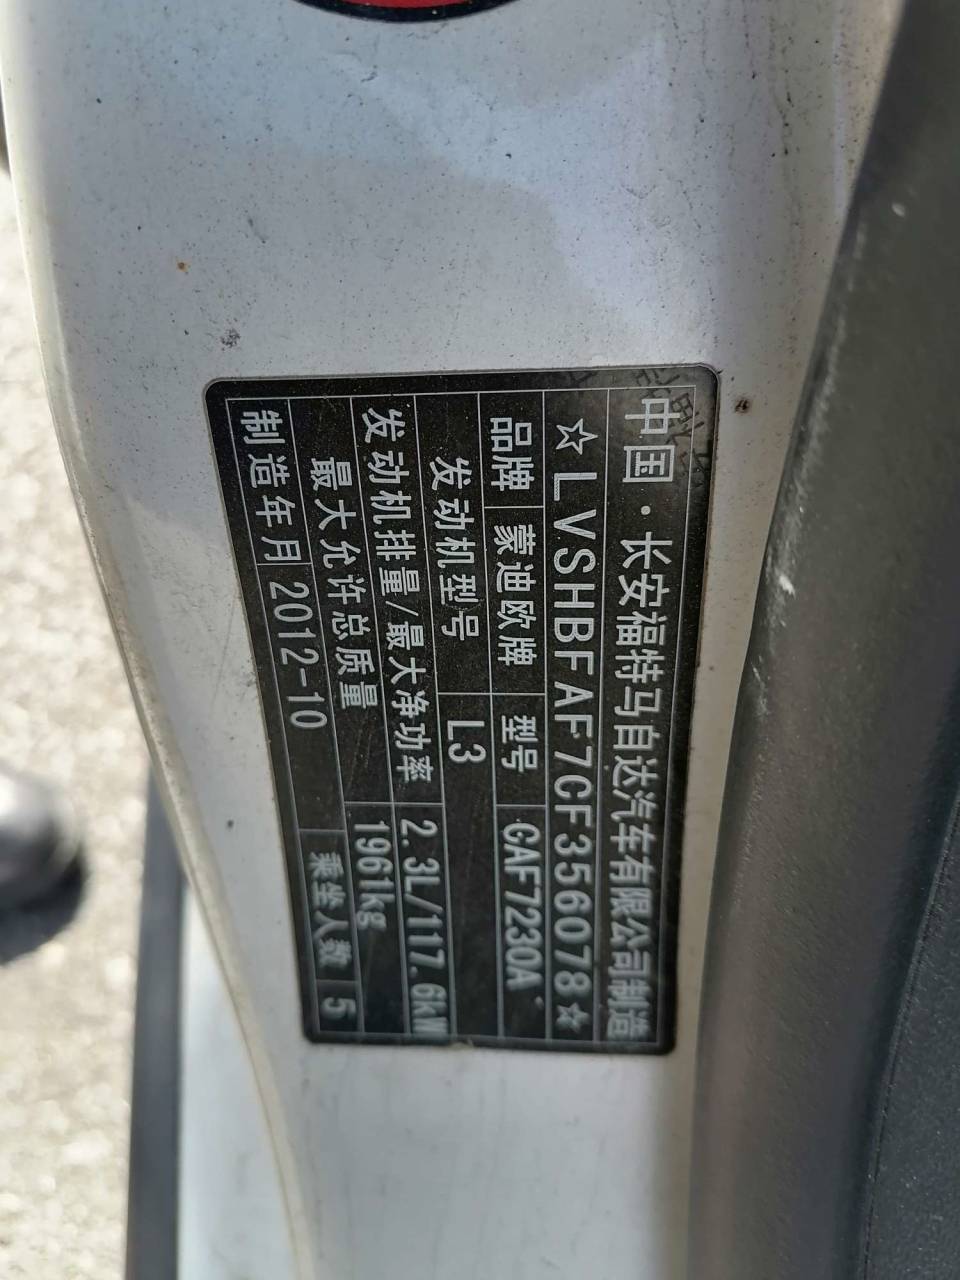 中国·长安福特马自达汽车有限公司制造
☆LVSHBFAF7CF356078☆
品牌 蒙迪欧牌 型号 CAF7230A
发动机型号 L3
发动机排量/最大净功率 2.3L/117.6kW
最大允许总质量 1961kg
制造年月 2012-10 乘坐人数 5